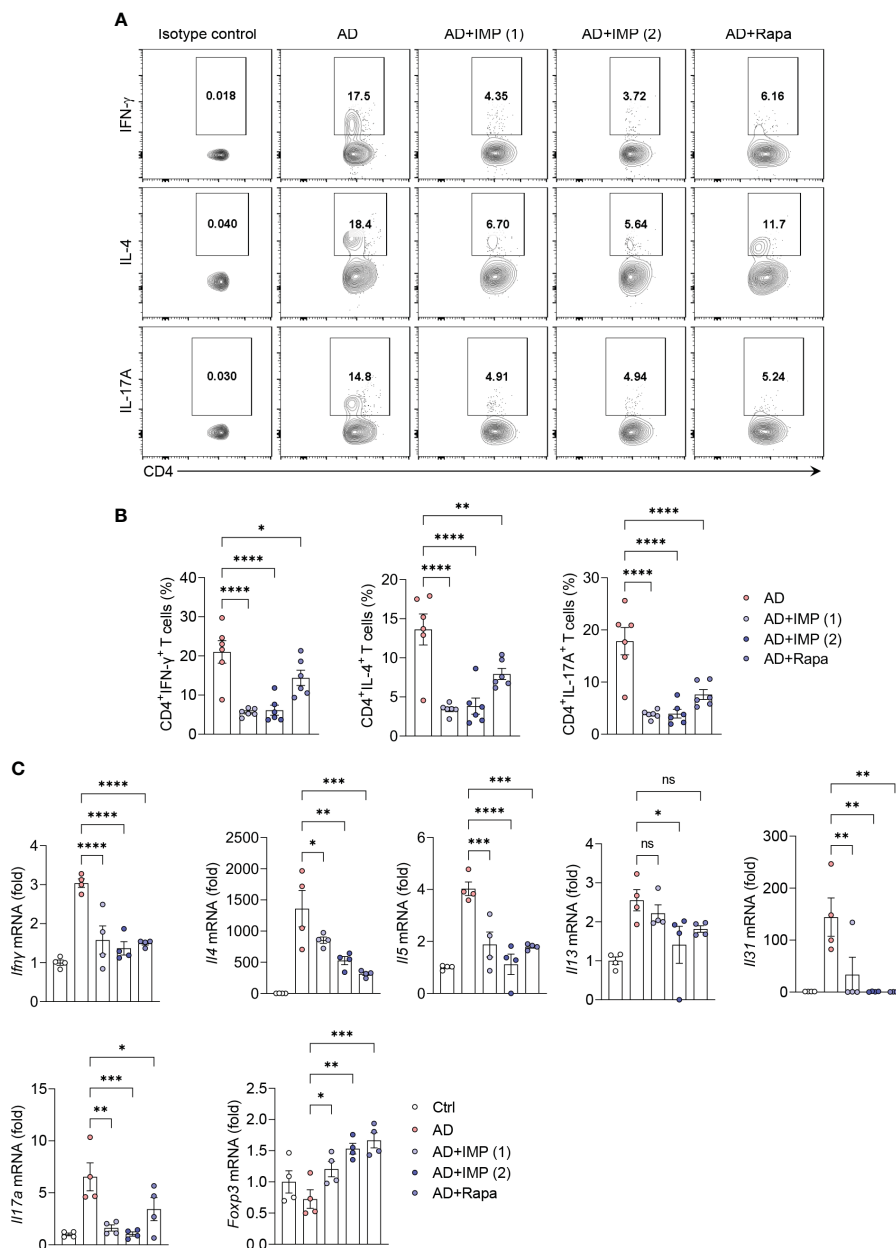 A
Isotype control AD AD+IMP (1) AD+IMP (2) AD+Rapa
IFN-γ
0.018 17.5 4.35 3.72 6.16
IL-4
0.040 18.4 6.70 5.64 11.7
IL-17A
0.030 14.8 4.91 4.94 5.24
CD4
B
CD4+IFN-γ+ T cells (%)
40
30
20
10
0
**** **** *
CD4+IL-4+ T cells (%)
20
15
10
5
0
**** **** **
CD4+IL-17A+ T cells (%)
30
20
10
0
**** **** ****
AD
AD+IMP (1)
AD+IMP (2)
AD+Rapa
C
Ifnγ mRNA (fold)
4
3
2
1
0
**** **** ****
Il4 mRNA (fold)
2500
2000
1500
1000
500
0
* ** ***
Il5 mRNA (fold)
6
4
2
0
*** **** ***
Il13 mRNA (fold)
4
3
2
1
0
ns * ns
Il31 mRNA (fold)
300
200
100
0
** ** **
Il17a mRNA (fold)
15
10
5
0
** *** *
Foxp3 mRNA (fold)
2.5
2.0
1.5
1.0
0.5
0.0
* ** ***
Ctrl
AD
AD+IMP (1)
AD+IMP (2)
AD+Rapa